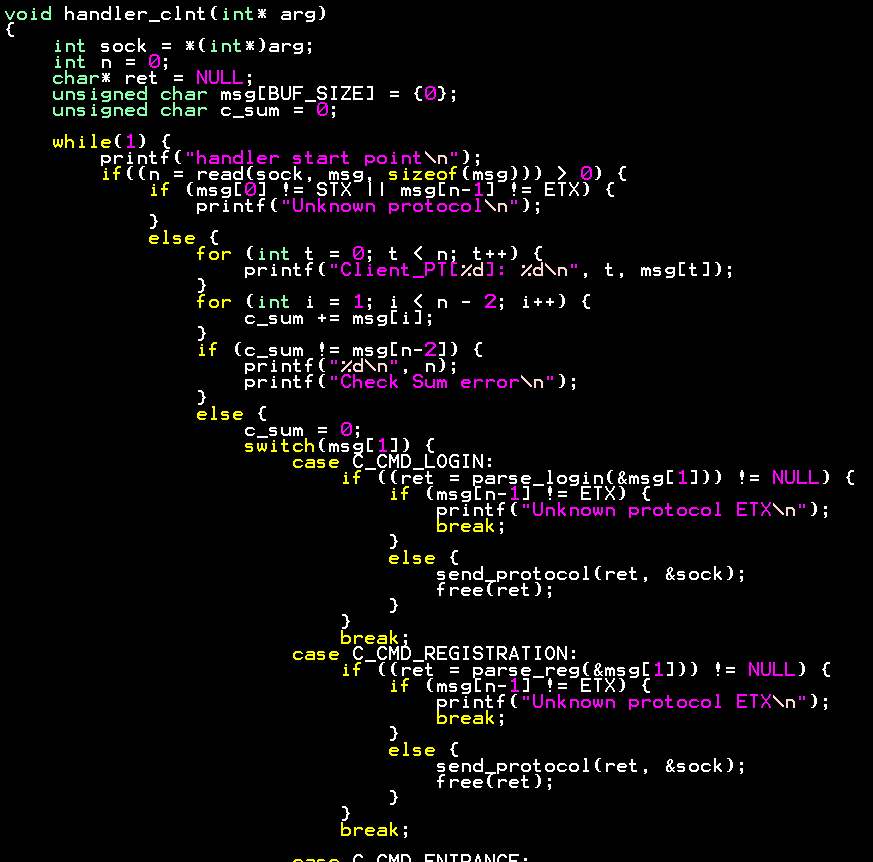 void handler_clnt(int* arg)
{
    int sock = *(int*)arg;
    int n = 0;
    char* ret = NULL;
    unsigned char msg[BUF_SIZE] = {0};
    unsigned char c_sum = 0;

    while(1) {
        printf("handler start point\n");
        if((n = read(sock, msg, sizeof(msg))) > 0) {
            if (msg[0] != STX || msg[n-1] != ETX) {
                printf("Unknown protocol\n");
            }
            else {
                for (int t = 0; t < n; t++) {
                    printf("Client_PT[%d]: %d\n", t, msg[t]);
                }
                for (int i = 1; i < n - 2; i++) {
                    c_sum += msg[i];
                }
                if (c_sum != msg[n-2]) {
                    printf("%d\n", n);
                    printf("Check Sum error\n");
                }
                else {
                    c_sum = 0;
                    switch(msg[1]) {
                        case C_CMD_LOGIN:
                            if ((ret = parse_login(&msg[1])) != NULL) {
                                if (msg[n-1] != ETX) {
                                    printf("Unknown protocol ETX\n");
                                    break;
                                }
                                else {
                                    send_protocol(ret, &sock);
                                    free(ret);
                                }
                            }
                            break;
                        case C_CMD_REGISTRATION:
                            if ((ret = parse_reg(&msg[1])) != NULL) {
                                if (msg[n-1] != ETX) {
                                    printf("Unknown protocol ETX\n");
                                    break;
                                }
                                else {
                                    send_protocol(ret, &sock);
                                    free(ret);
                                }
                            }
                            break;
                        case C_CMD_ENTRANCE: